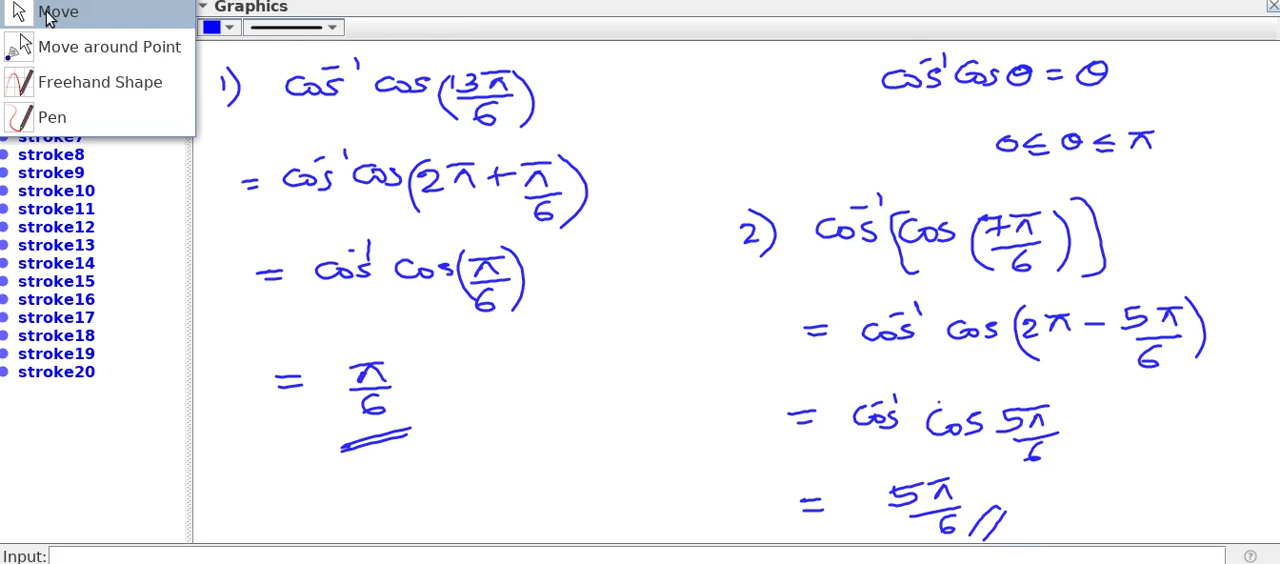 Move
Move around Point
Freehand Shape
Pen
Graphics
stroke7
stroke8
stroke9
stroke10
stroke11
stroke12
stroke13
stroke14
stroke15
stroke16
stroke17
stroke18
stroke19
stroke20
1) cos⁻¹ cos(13π/6)
= cos⁻¹ cos(2π + π/6)
= cos⁻¹ cos(π/6)
= π/6
cos⁻¹ cos θ = θ
0 ≤ θ ≤ π
2) cos⁻¹[cos(7π/6)]
= cos⁻¹ cos(2π − 5π/6)
= cos⁻¹ cos 5π/6
= 5π/6 //
Input: